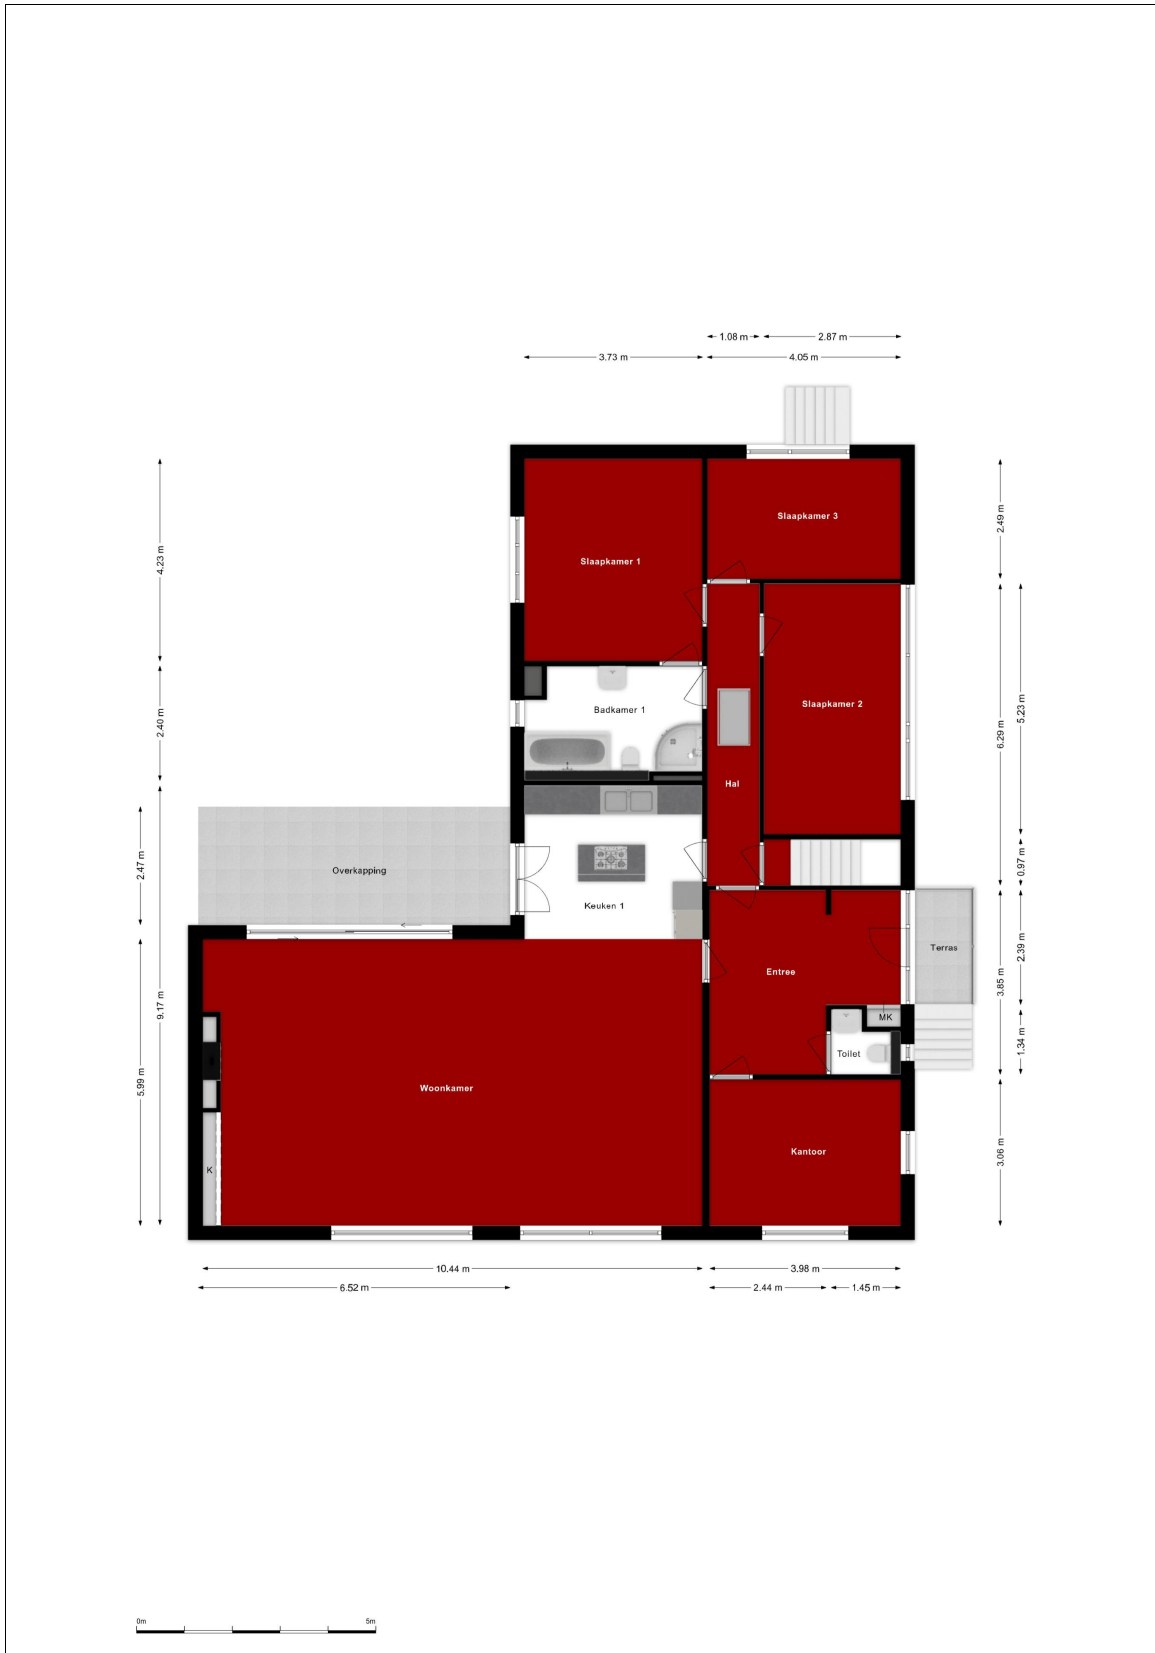 1.08 m
2.87 m
3.73 m
4.05 m
Slaapkamer 3
2.49 m
4.23 m
Slaapkamer 1
Slaapkamer 2
5.23 m
6.29 m
Badkamer 1
2.40 m
Hal
0.97 m
2.47 m
Overkapping
Keuken 1
Terras
2.39 m
Entree
3.85 m
9.17 m
MK
1.34 m
Toilet
5.99 m
Woonkamer
Kantoor
3.06 m
K
10.44 m
3.98 m
6.52 m
2.44 m
1.45 m
0m
5m